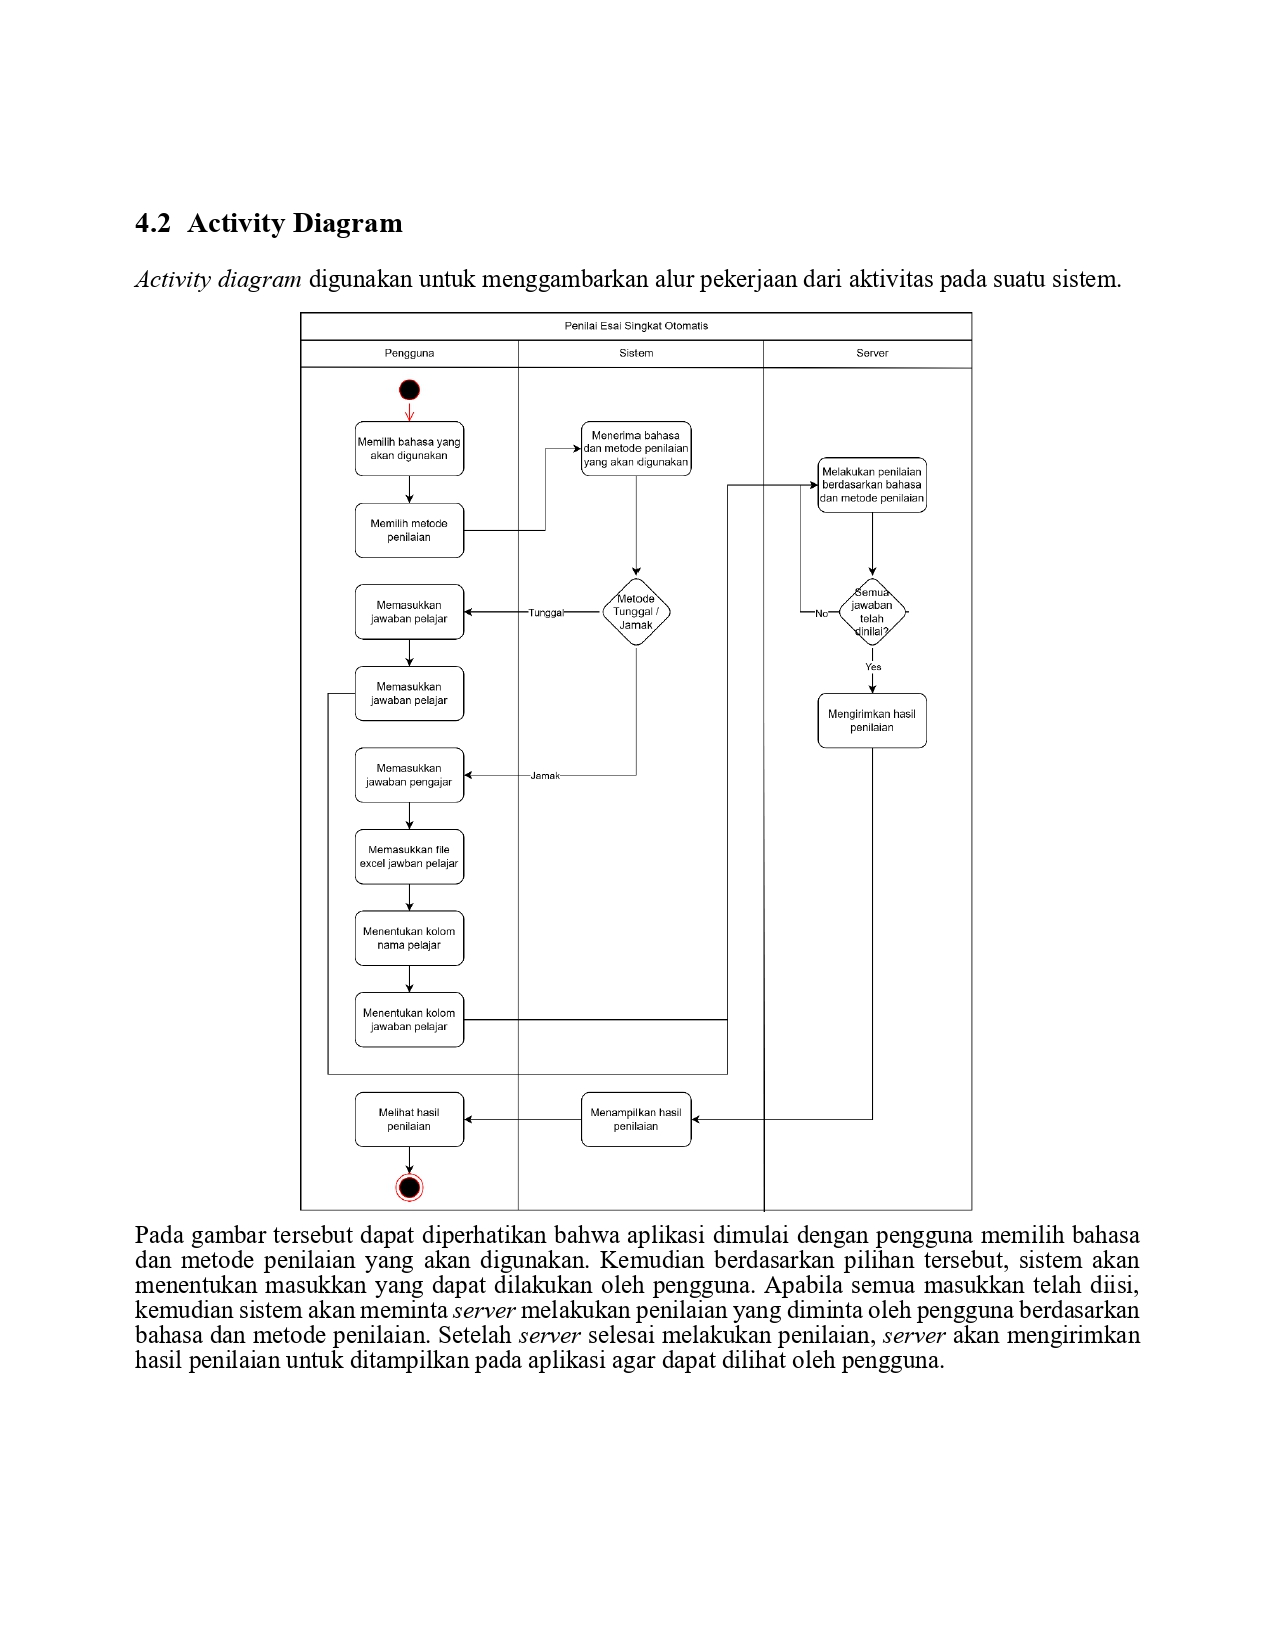 4.2 Activity Diagram
Activity diagram digunakan untuk menggambarkan alur pekerjaan dari aktivitas pada suatu sistem.
Penilai Esai Singkat Otomatis
Pengguna
Sistem
Server
Memilih bahasa yang
akan digunakan
Memilih metode
penilaian
Menerima bahasa
dan metode penilaian
yang akan digunakan
Metode
Tunggal /
Jamak
Tunggal
Memasukkan
jawaban pelajar
Memasukkan
jawaban pelajar
Jamak
Memasukkan
jawaban pengajar
Memasukkan file
excel jawban pelajar
Menentukan kolom
nama pelajar
Menentukan kolom
jawaban pelajar
Melakukan penilaian
berdasarkan bahasa
dan metode penilaian
Semua
jawaban
telah
dinilai?
No
Yes
Mengirimkan hasil
penilaian
Menampilkan hasil
penilaian
Melihat hasil
penilaian
Pada gambar tersebut dapat diperhatikan bahwa aplikasi dimulai dengan pengguna memilih bahasa
dan metode penilaian yang akan digunakan. Kemudian berdasarkan pilihan tersebut, sistem akan
menentukan masukkan yang dapat dilakukan oleh pengguna. Apabila semua masukkan telah diisi,
kemudian sistem akan meminta server melakukan penilaian yang diminta oleh pengguna berdasarkan
bahasa dan metode penilaian. Setelah server selesai melakukan penilaian, server akan mengirimkan
hasil penilaian untuk ditampilkan pada aplikasi agar dapat dilihat oleh pengguna.